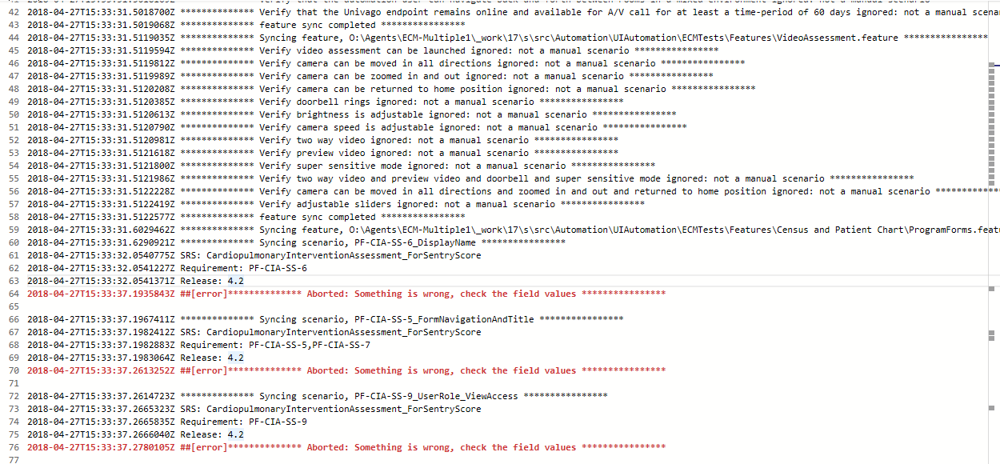 42 2018-04-27T15:33:31.5018700Z ************** Verify that the Univago endpoint remains online and available for A/V call for at least a time-period of 60 days ignored: not a manual
43 2018-04-27T15:33:31.5019068Z ************** feature sync completed ****************
44 2018-04-27T15:33:31.5119035Z ************** Syncing feature, O:\Agents\ECM-Multiple1\_work\17\s\src\Automation\UIAutomation\ECMTests\Features\VideoAssessment.feature ****************
45 2018-04-27T15:33:31.5119594Z ************** Verify video assessment can be launched ignored: not a manual scenario ****************
46 2018-04-27T15:33:31.5119812Z ************** Verify camera can be moved in all directions ignored: not a manual scenario ****************
47 2018-04-27T15:33:31.5119989Z ************** Verify camera can be zoomed in and out ignored: not a manual scenario ****************
48 2018-04-27T15:33:31.5120208Z ************** Verify camera can be returned to home position ignored: not a manual scenario ****************
49 2018-04-27T15:33:31.5120385Z ************** Verify doorbell rings ignored: not a manual scenario ****************
50 2018-04-27T15:33:31.5120613Z ************** Verify brightness is adjustable ignored: not a manual scenario ****************
51 2018-04-27T15:33:31.5120790Z ************** Verify camera speed is adjustable ignored: not a manual scenario ****************
52 2018-04-27T15:33:31.5120981Z ************** Verify two way video ignored: not a manual scenario ****************
53 2018-04-27T15:33:31.5121618Z ************** Verify preview video ignored: not a manual scenario ****************
54 2018-04-27T15:33:31.5121800Z ************** Verify super sensitive mode ignored: not a manual scenario ****************
55 2018-04-27T15:33:31.5121986Z ************** Verify two way video and preview video and doorbell and super sensitive mode ignored: not a manual scenario ****************
56 2018-04-27T15:33:31.5122228Z ************** Verify camera can be moved in all directions and zoomed in and out and returned to home position ignored: not a manual scenario ************
57 2018-04-27T15:33:31.5122419Z ************** Verify adjustable sliders ignored: not a manual scenario ****************
58 2018-04-27T15:33:31.5122577Z ************** feature sync completed ****************
59 2018-04-27T15:33:31.6029462Z ************** Syncing feature, O:\Agents\ECM-Multiple1\_work\17\s\src\Automation\UIAutomation\ECMTests\Features\Census and Patient Chart\ProgramForms.featu
60 2018-04-27T15:33:31.6290921Z ************** Syncing scenario, PF-CIA-SS-6_DisplayName ****************
61 2018-04-27T15:33:32.0540775Z SRS: CardiopulmonaryInterventionAssessment_ForSentryScore
62 2018-04-27T15:33:32.0541227Z Requirement: PF-CIA-SS-6
63 2018-04-27T15:33:32.0541371Z Release: 4.2
64 2018-04-27T15:33:37.1935843Z ##[error]************** Aborted: Something is wrong, check the field values ****************
65
66 2018-04-27T15:33:37.1967411Z ************** Syncing scenario, PF-CIA-SS-5_FormNavigationAndTitle ****************
67 2018-04-27T15:33:37.1982412Z SRS: CardiopulmonaryInterventionAssessment_ForSentryScore
68 2018-04-27T15:33:37.1982883Z Requirement: PF-CIA-SS-5,PF-CIA-SS-7
69 2018-04-27T15:33:37.1983064Z Release: 4.2
70 2018-04-27T15:33:37.2613252Z ##[error]************** Aborted: Something is wrong, check the field values ****************
71
72 2018-04-27T15:33:37.2614723Z ************** Syncing scenario, PF-CIA-SS-9_UserRole_ViewAccess ****************
73 2018-04-27T15:33:37.2665323Z SRS: CardiopulmonaryInterventionAssessment_ForSentryScore
74 2018-04-27T15:33:37.2665835Z Requirement: PF-CIA-SS-9
75 2018-04-27T15:33:37.2666040Z Release: 4.2
76 2018-04-27T15:33:37.2780105Z ##[error]************** Aborted: Something is wrong, check the field values ****************
77